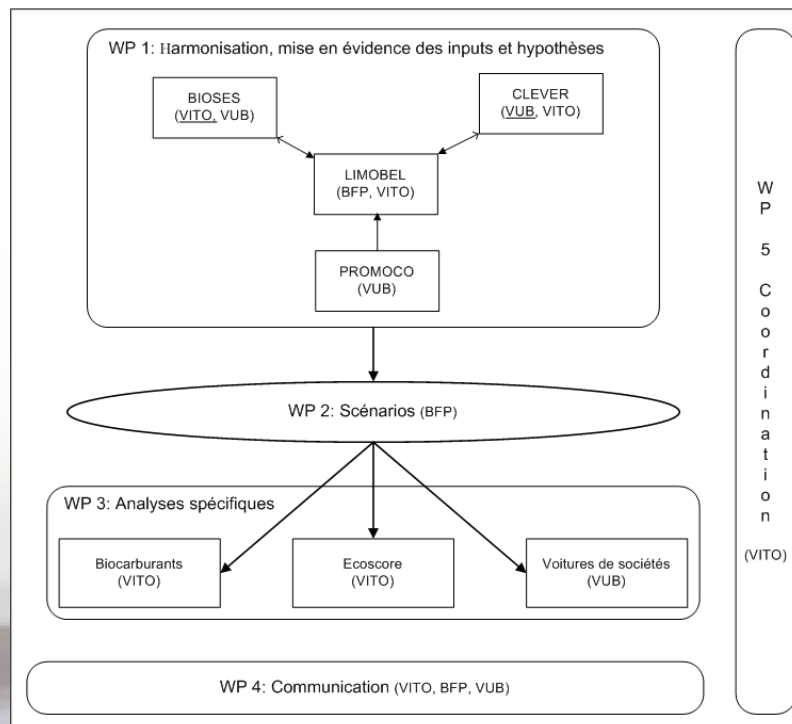 WP 1: Harmonisation, mise en évidence des inputs et hypothèses
BIOSES
(VITO, VUB)
CLEVER
(VUB, VITO)
LIMOBEL
(BFP, VITO)
PROMOCO
(VUB)
WP 2: Scénarios (BFP)
WP 3: Analyses spécifiques
Biocarburants
(VITO)
Ecoscore
(VITO)
Voitures de sociétés
(VUB)
WP 4: Communication (VITO, BFP, VUB)
WP 5 Coordination
(VITO)